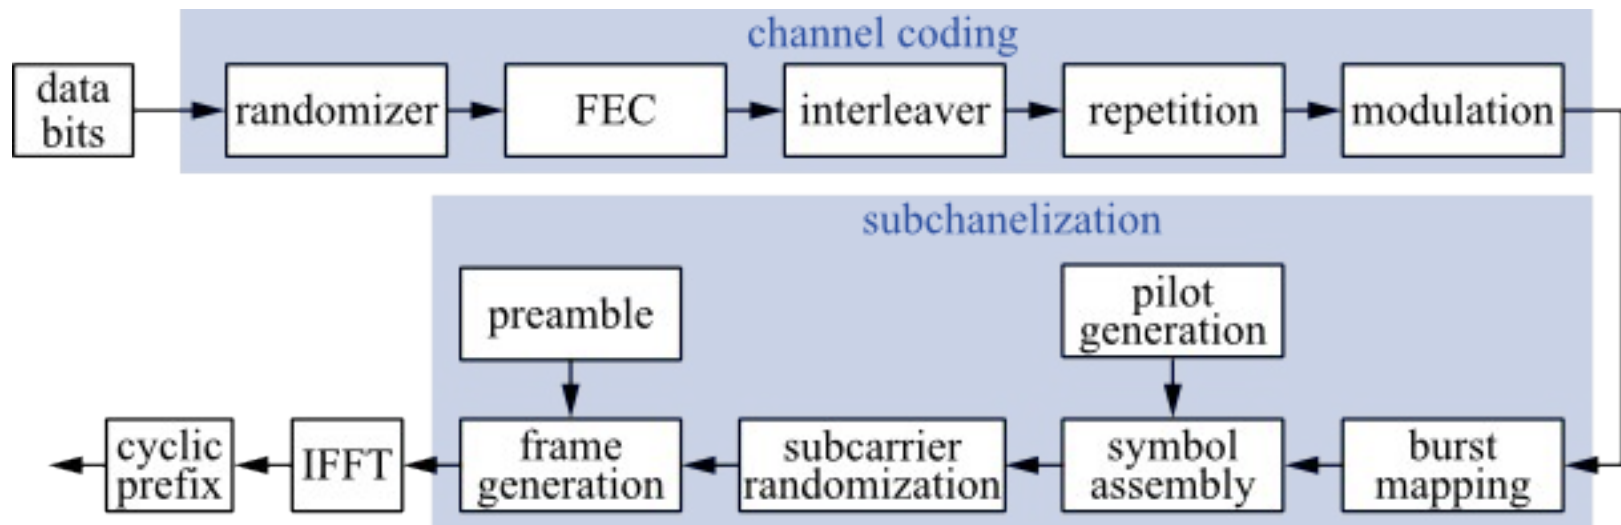 channel coding
data
bits
randomizer
FEC
interleaver
repetition
modulation
subchanelization
preamble
pilot
generation
cyclic
prefix
IFFT
frame
generation
subcarrier
randomization
symbol
assembly
burst
mapping